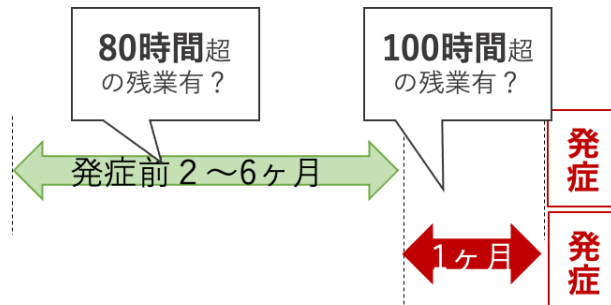 80時間超
の残業有？
100時間超
の残業有？
発症前２～6ヶ月
発症
1ヶ月
発症